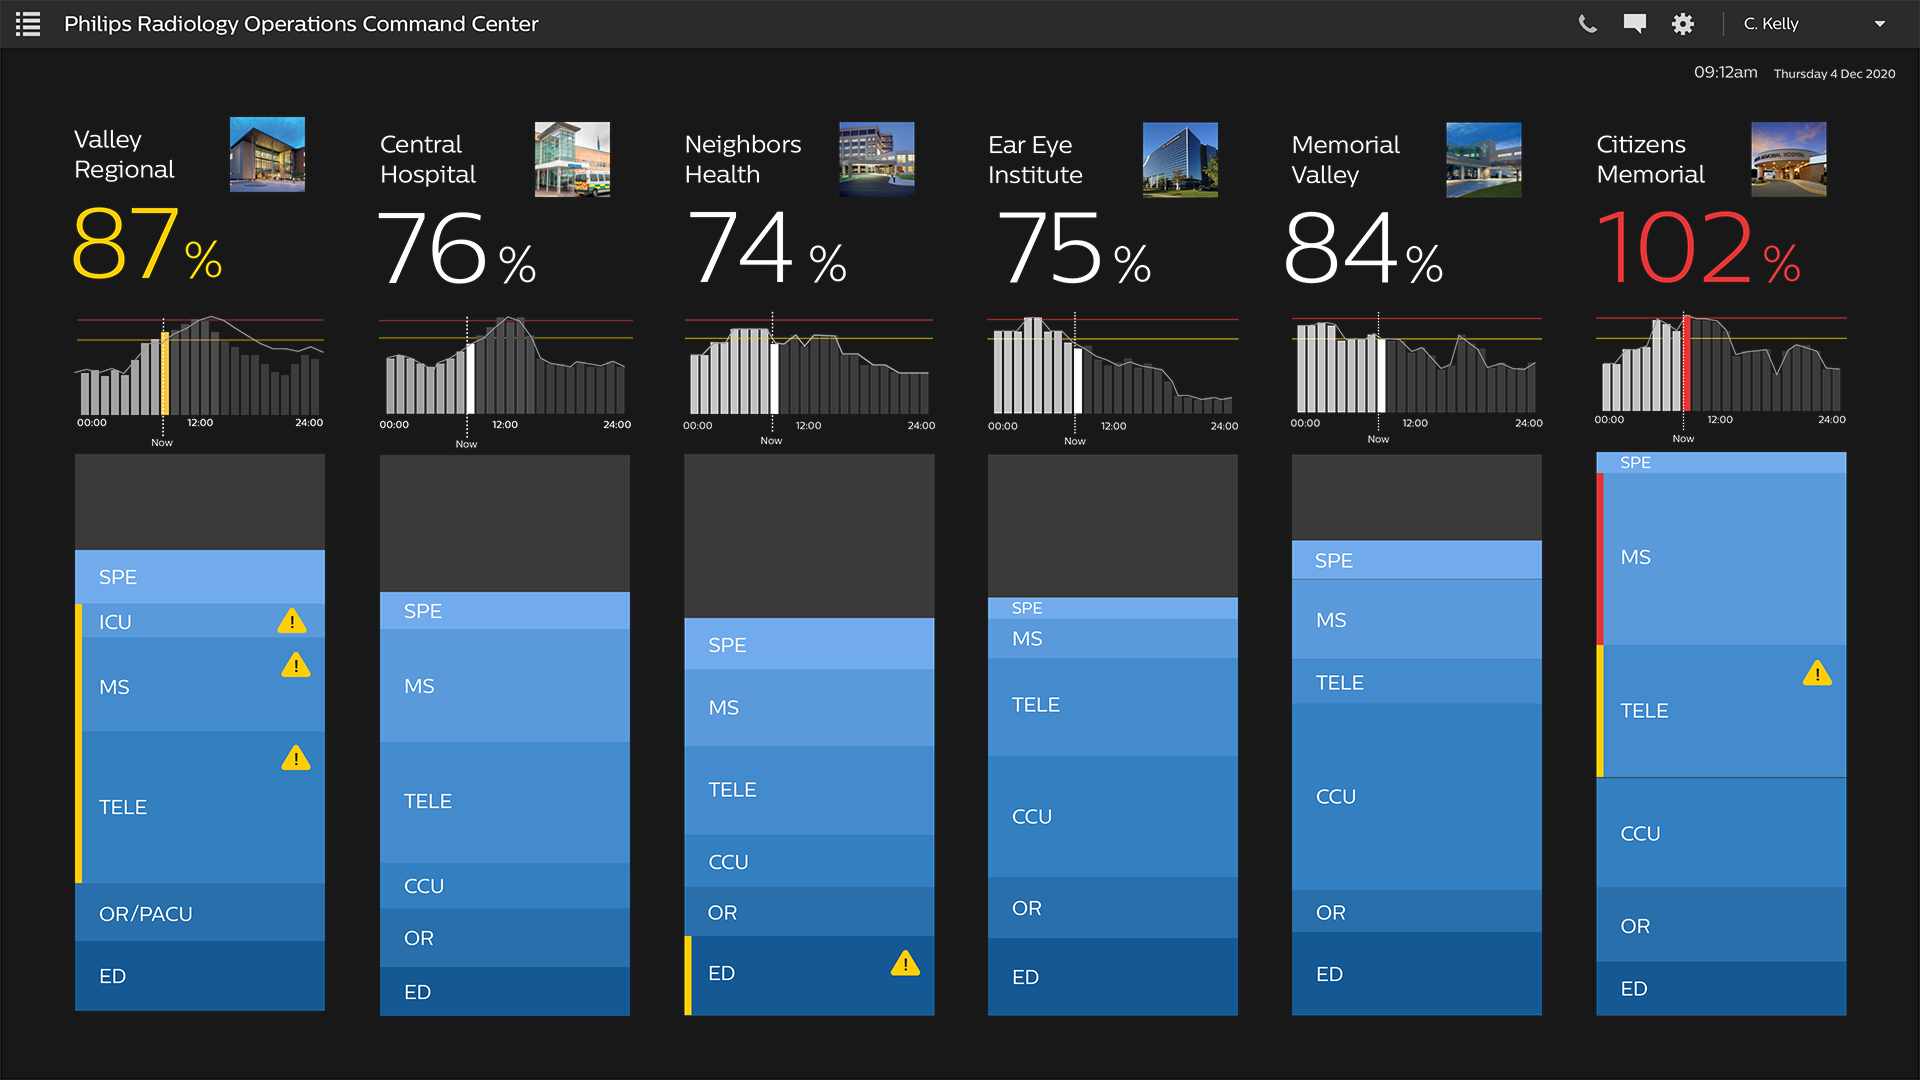 Philips Radiology Operations Command Center
C. Kelly
09:12am Thursday 4 Dec 2020
Valley
Regional
87%
00:00 12:00 24:00
Now
SPE
ICU
!
MS
!
TELE
!
OR/PACU
ED
Central
Hospital
76%
00:00 12:00 24:00
Now
SPE
MS
TELE
CCU
OR
ED
Neighbors
Health
74%
00:00 12:00 24:00
Now
SPE
MS
TELE
CCU
OR
ED
!
Ear Eye
Institute
75%
00:00 12:00 24:00
Now
SPE
MS
TELE
CCU
OR
ED
Memorial
Valley
84%
00:00 12:00 24:00
Now
SPE
MS
TELE
CCU
OR
ED
Citizens
Memorial
MEMORIAL HOSPITAL
102%
00:00 12:00 24:00
Now
SPE
MS
TELE
!
CCU
OR
ED